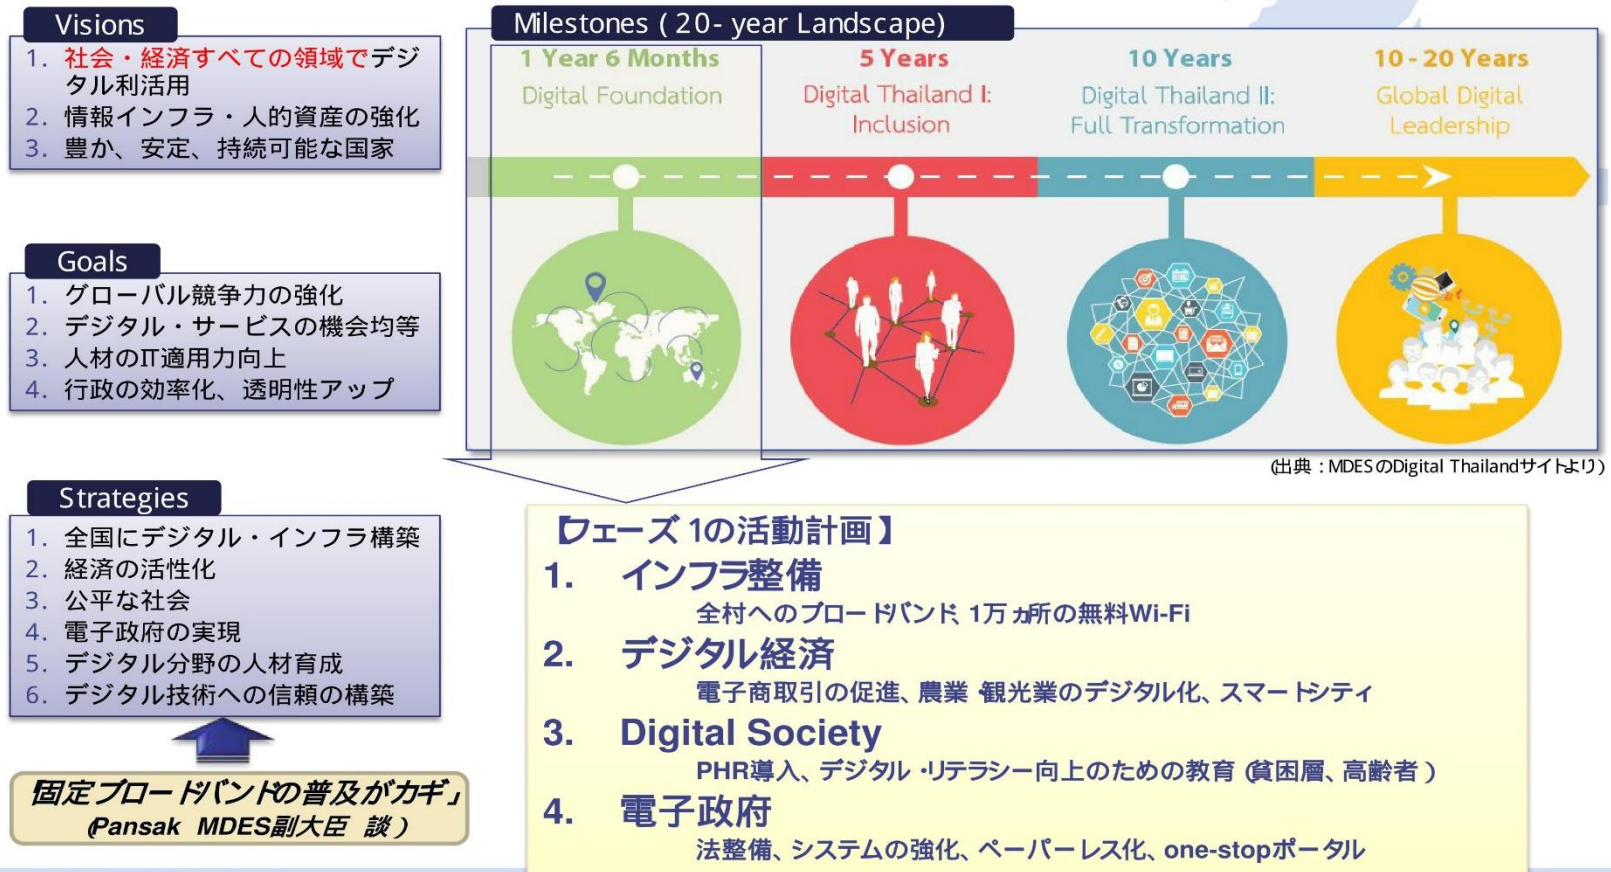 Visions
1. 社会・経済すべての領域でデジ
タル利活用
2. 情報インフラ・人的資産の強化
3. 豊か、安定、持続可能な国家
Goals
1. グローバル競争力の強化
2. デジタル・サービスの機会均等
3. 人材のIT適用力向上
4. 行政の効率化、透明性アップ
Strategies
1. 全国にデジタル・インフラ構築
2. 経済の活性化
3. 公平な社会
4. 電子政府の実現
5. デジタル分野の人材育成
6. デジタル技術への信頼の構築
「固定ブロードバンドの普及がカギ」
(Pansak MDES副大臣 談)
Milestones (20-year Landscape)
1 Year 6 Months
Digital Foundation
5 Years
Digital Thailand I:
Inclusion
10 Years
Digital Thailand II:
Full Transformation
10 - 20 Years
Global Digital
Leadership
(出典：MDESのDigital Thailandサイトより)
【フェーズ1の活動計画】
1. インフラ整備
全村へのブロードバンド、1万ヵ所の無料Wi-Fi
2. デジタル経済
電子商取引の促進、農業・観光業のデジタル化、スマートシティ
3. Digital Society
PHR導入、デジタル・リテラシー向上のための教育(貧困層、高齢者)
4. 電子政府
法整備、システムの強化、ペーパーレス化、one-stopポータル